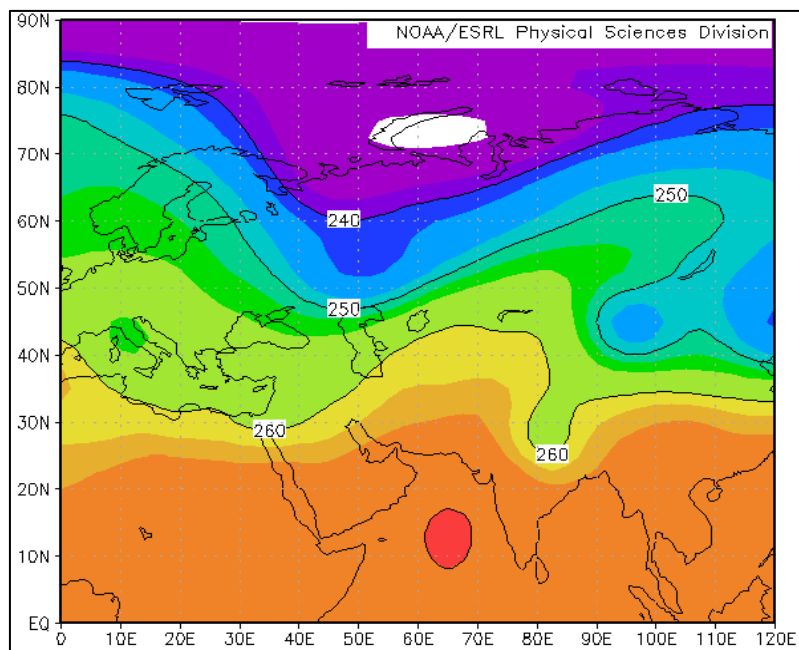 90N
NOAA/ESRL Physical Sciences Division
80N
70N
250
60N
240
50N
250
40N
30N
260
260
20N
10N
EQ
0 10E 20E 30E 40E 50E 60E 70E 80E 90E 100E 110E 120E